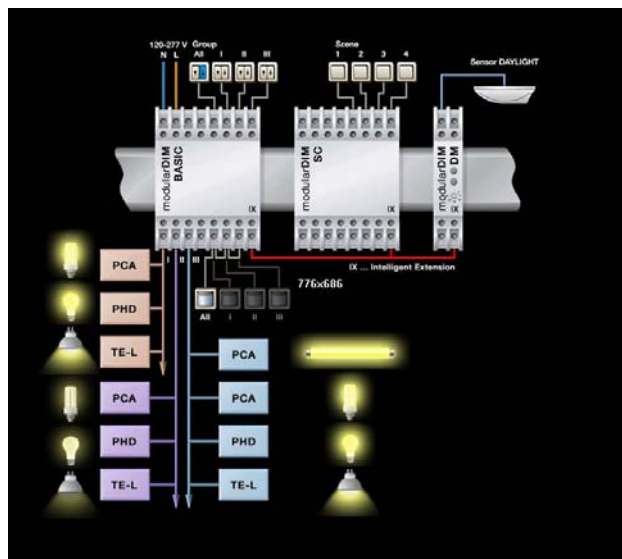 120-277 V Group
N L All I II III
Scene
1 2 3 4
Sensor DAYLIGHT
modularDIM
BASIC
IX
modularDIM
SC
IX
modularDIM
DM
IX
I II III
IX ... Intelligent Extension
776x686
All I II III
PCA
PHD
TE-L
PCA
PHD
TE-L
PCA
PCA
PHD
TE-L